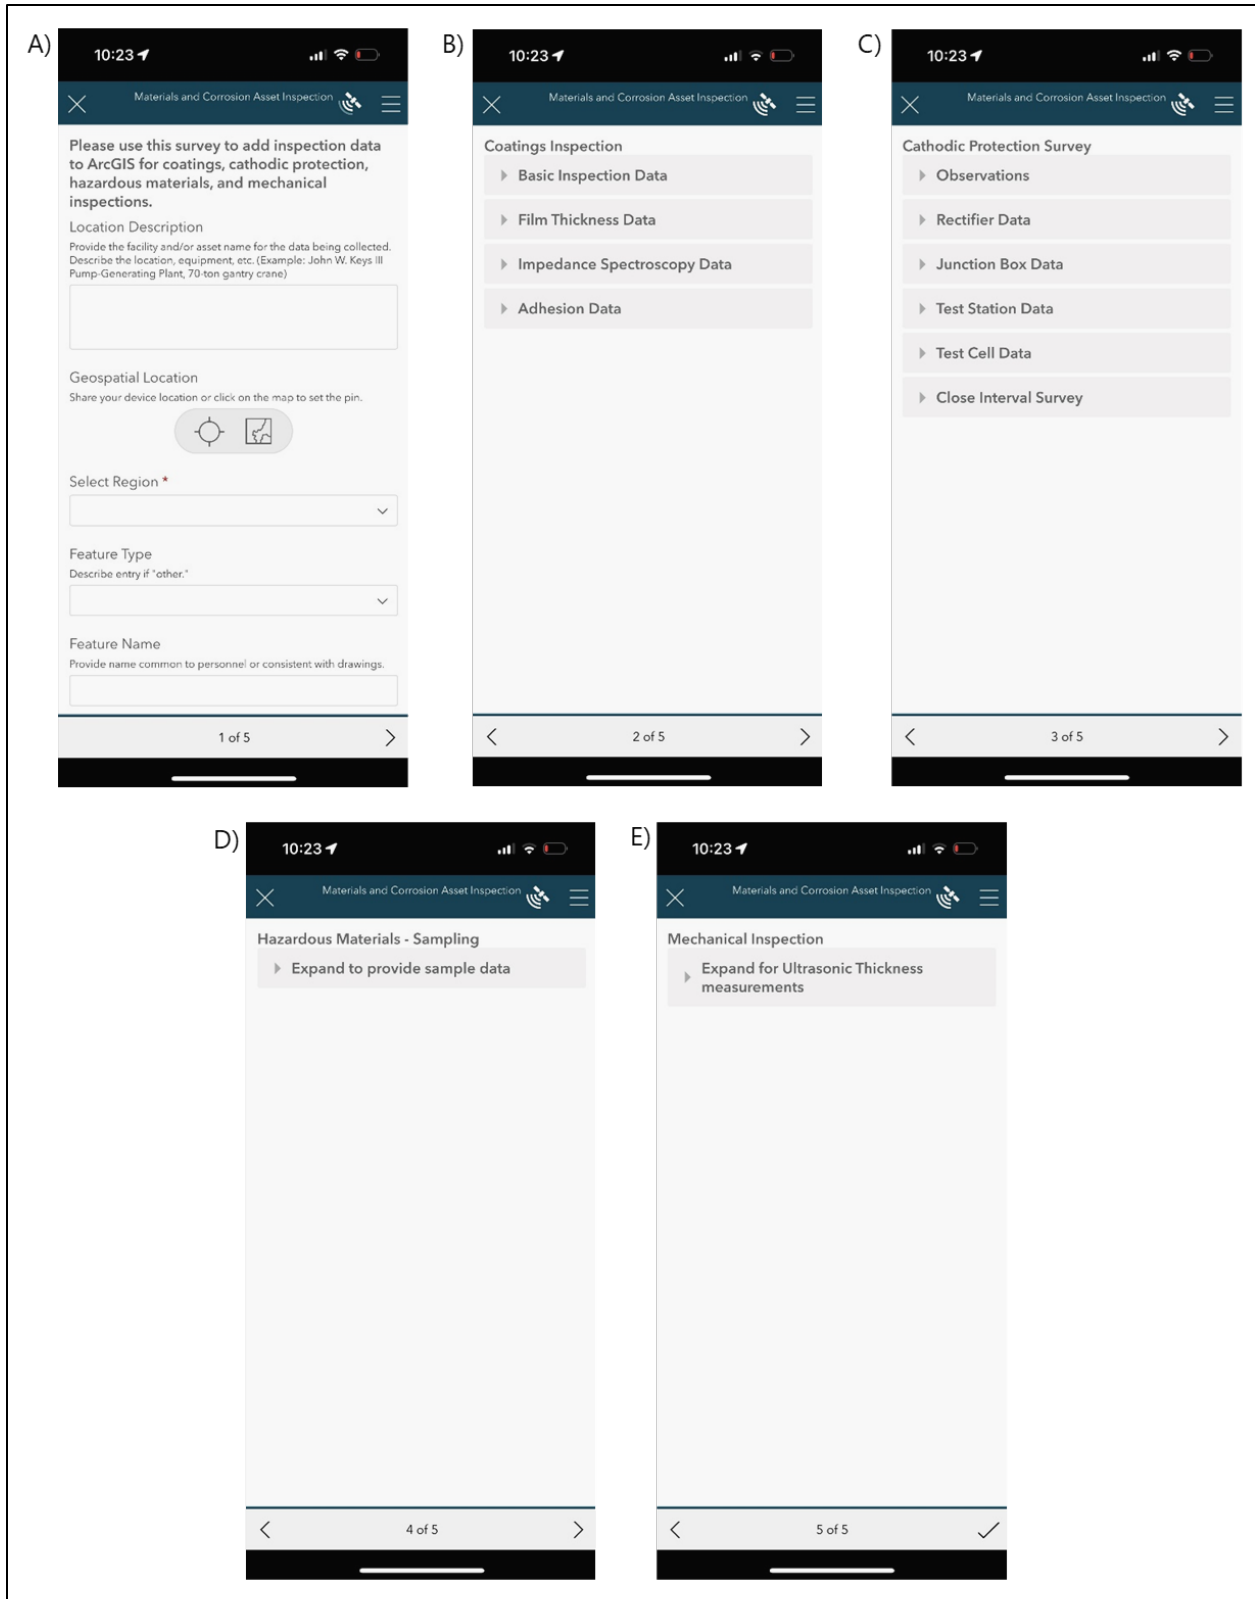 A)
10:23
Materials and Corrosion Asset Inspection
Please use this survey to add inspection data
to ArcGIS for coatings, cathodic protection,
hazardous materials, and mechanical
inspections.
Location Description
Provide the facility and/or asset name for the data being collected.
Describe the location, equipment, etc. (Example: John W. Keys III
Pump-Generating Plant, 70-ton gantry crane)
Geospatial Location
Share your device location or click on the map to set the pin.
Select Region *
Feature Type
Describe entry if "other."
Feature Name
Provide name common to personnel or consistent with drawings.
1 of 5
B)
10:23
Materials and Corrosion Asset Inspection
Coatings Inspection
Basic Inspection Data
Film Thickness Data
Impedance Spectroscopy Data
Adhesion Data
2 of 5
C)
10:23
Materials and Corrosion Asset Inspection
Cathodic Protection Survey
Observations
Rectifier Data
Junction Box Data
Test Station Data
Test Cell Data
Close Interval Survey
3 of 5
D)
10:23
Materials and Corrosion Asset Inspection
Hazardous Materials - Sampling
Expand to provide sample data
4 of 5
E)
10:23
Materials and Corrosion Asset Inspection
Mechanical Inspection
Expand for Ultrasonic Thickness
measurements
5 of 5